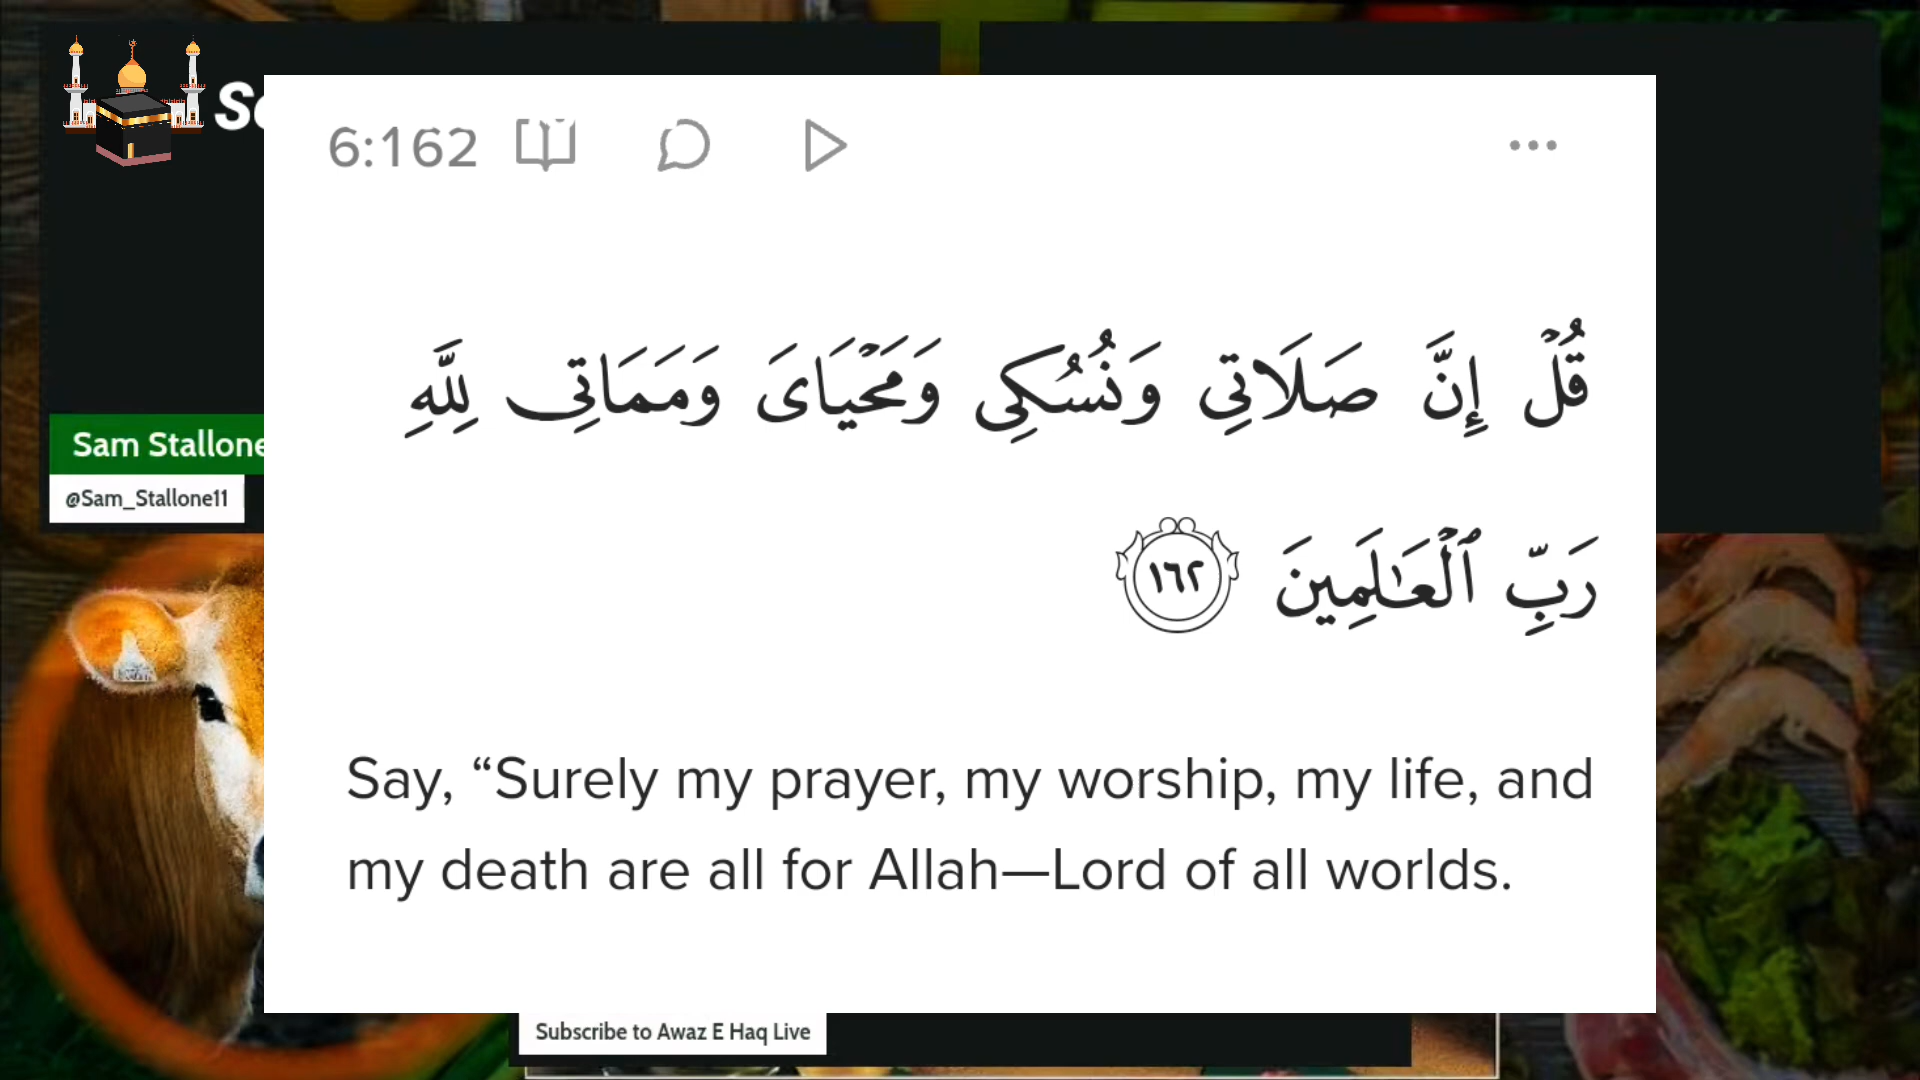 6:162
قُلْ إِنَّ صَلَاتِى وَنُسُكِى وَمَحْيَاىَ وَمَمَاتِى لِلَّهِ
رَبِّ ٱلْعَـٰلَمِينَ ١٦٢
Say, “Surely my prayer, my worship, my life, and
my death are all for Allah—Lord of all worlds.
Sam Stallone
@Sam_Stallone11
Subscribe to Awaz E Haq Live